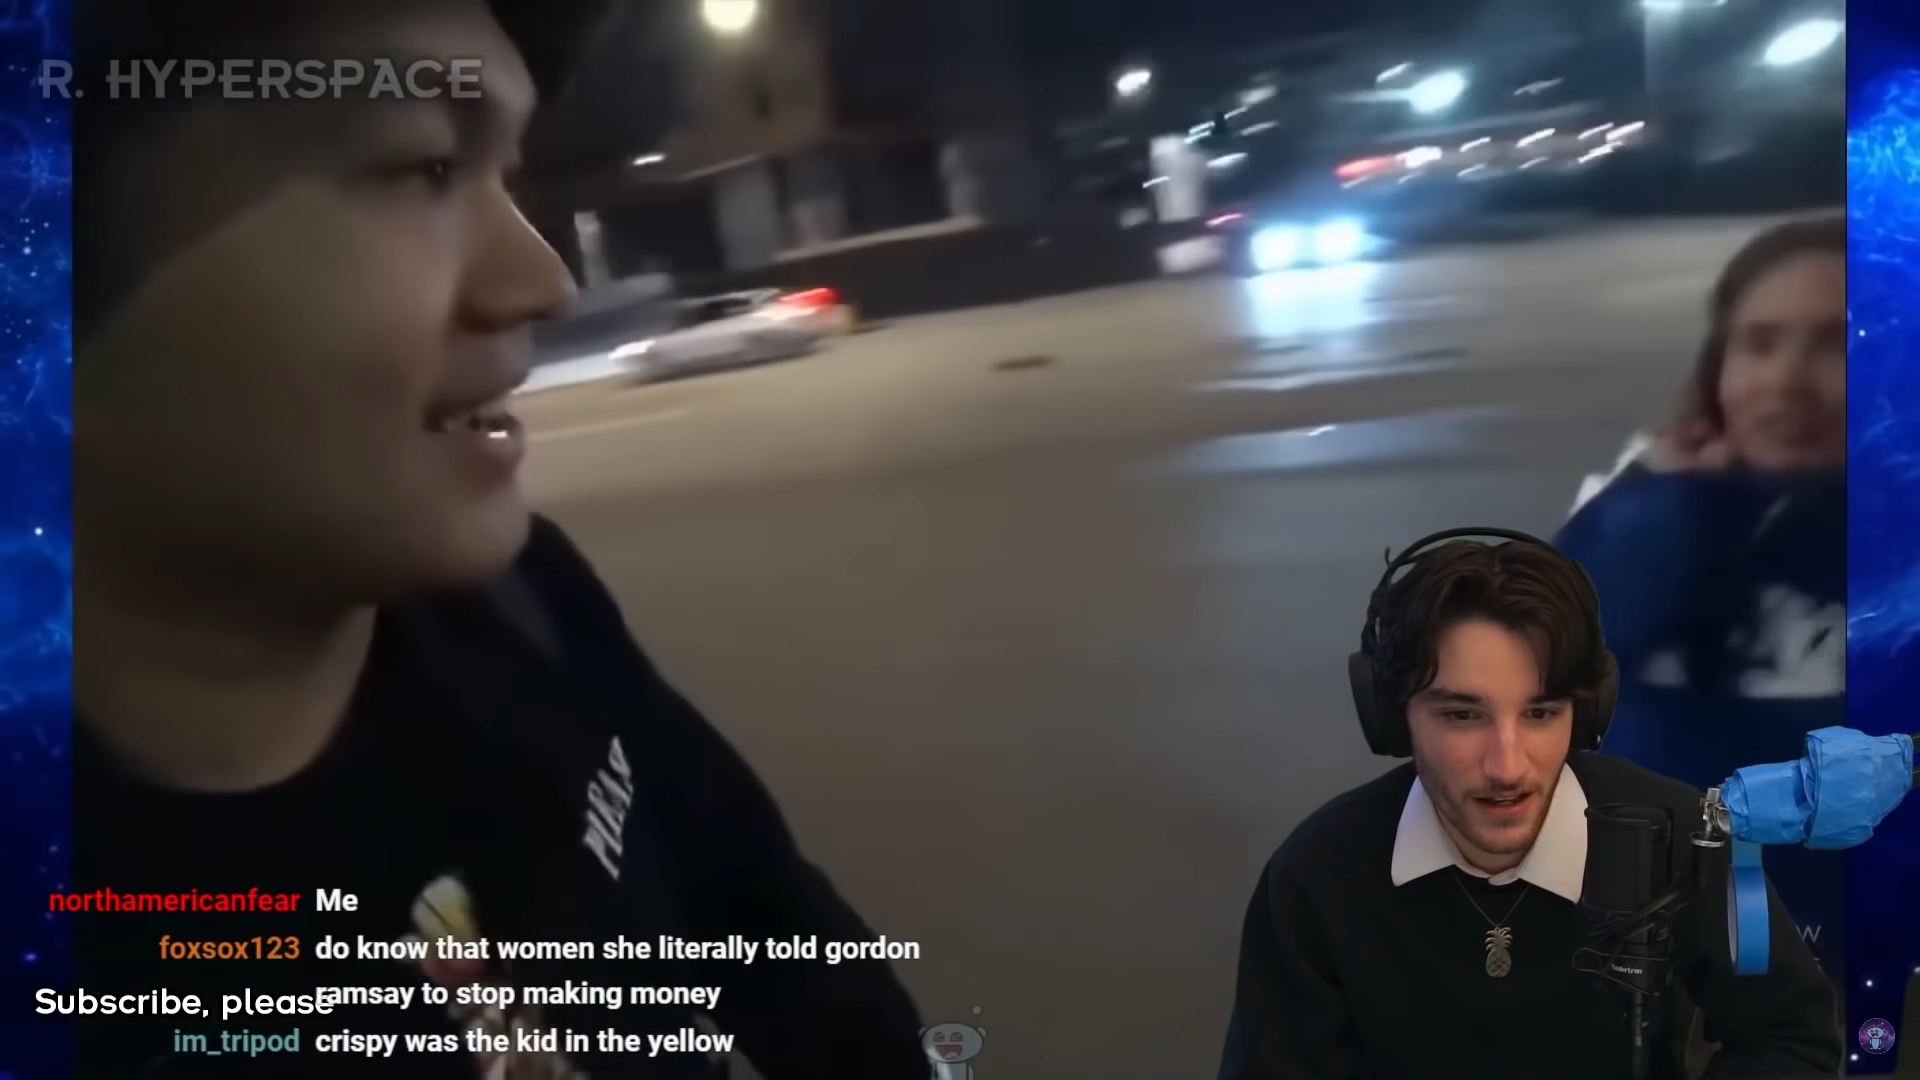 R. HYPERSPACE
northamericanfear Me
foxsox123 do know that women she literally told gordon
ramsay to stop making money
Subscribe, please
im_tripod crispy was the kid in the yellow